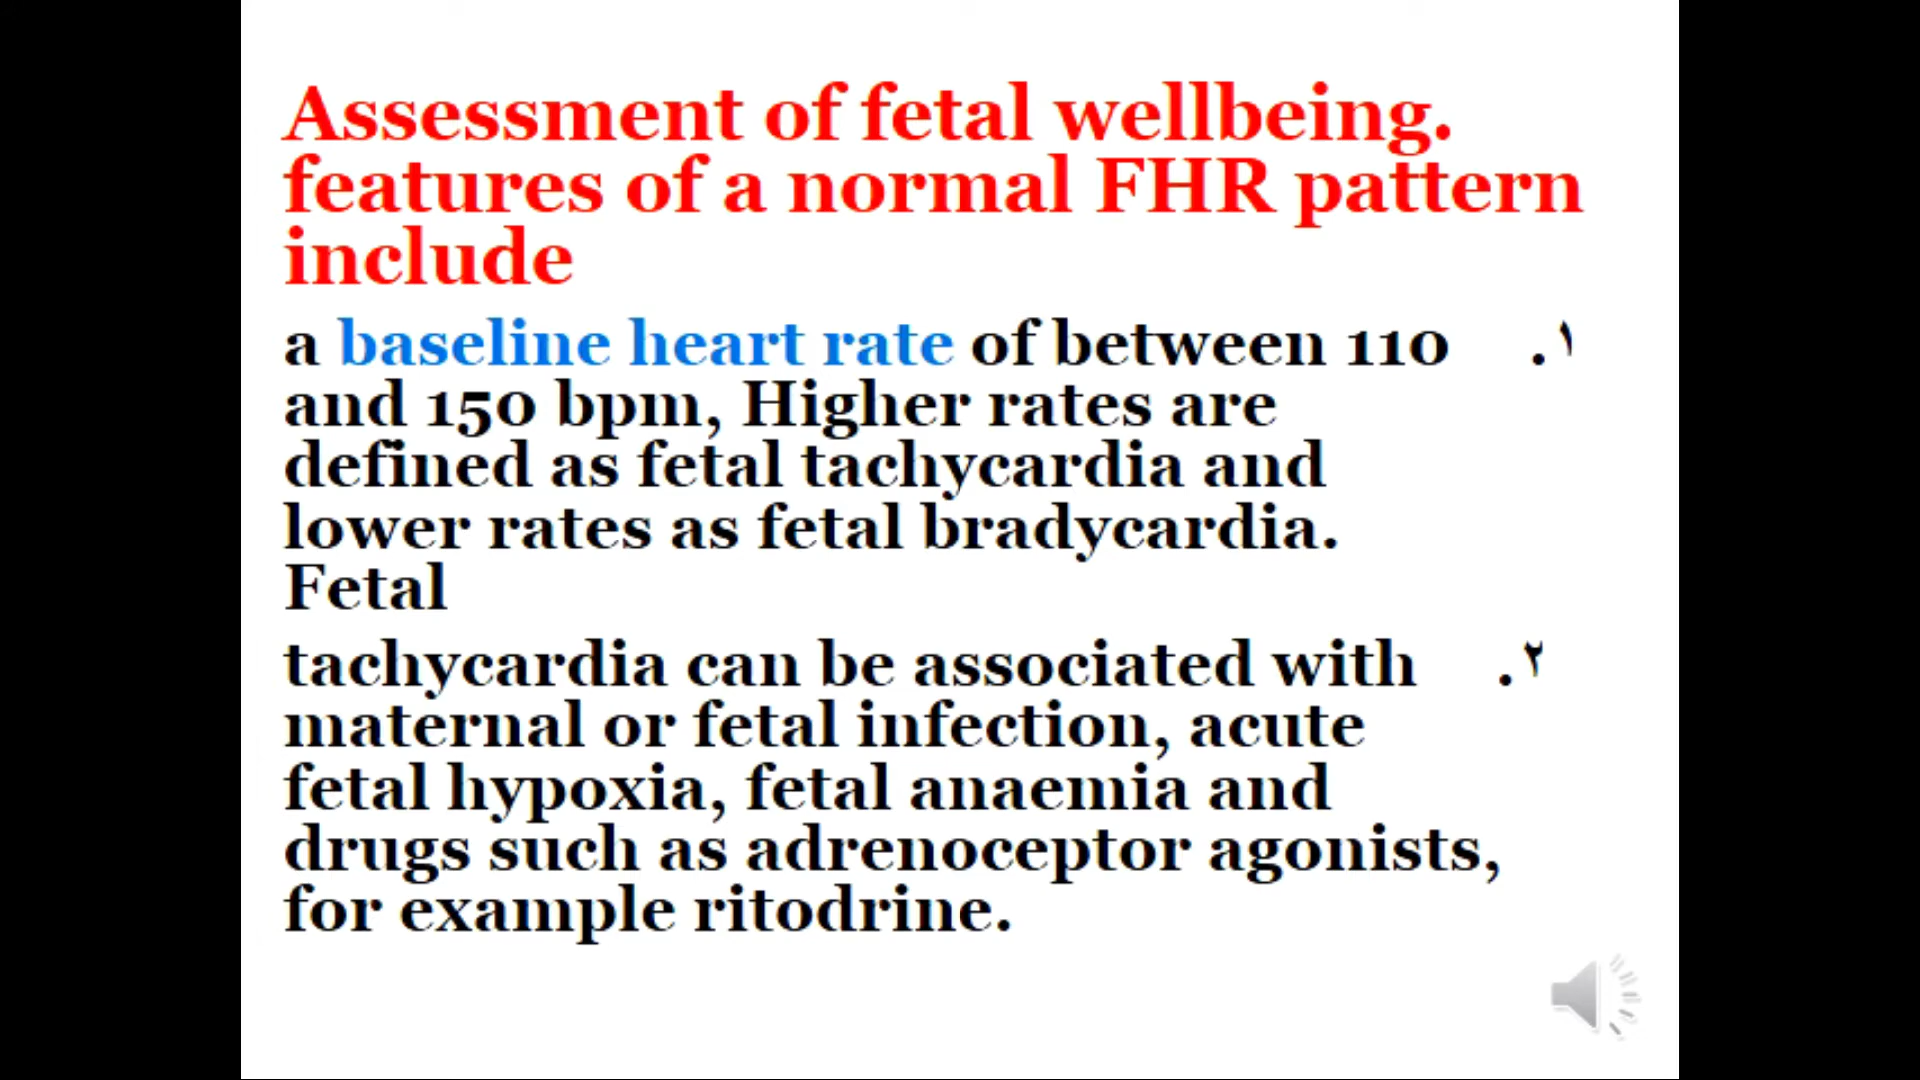 Assessment of fetal wellbeing.
features of a normal FHR pattern
include
a baseline heart rate of between 110 .١
and 150 bpm, Higher rates are
defined as fetal tachycardia and
lower rates as fetal bradycardia.
Fetal
tachycardia can be associated with .٢
maternal or fetal infection, acute
fetal hypoxia, fetal anaemia and
drugs such as adrenoceptor agonists,
for example ritodrine.